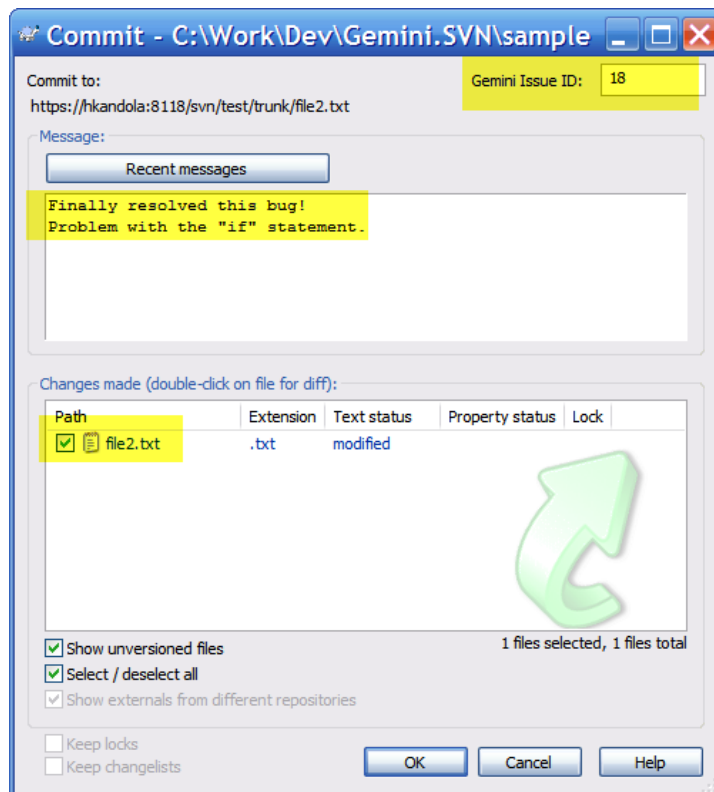 Commit - C:\Work\Dev\Gemini.SVN\sample
Commit to:
Gemini Issue ID: 18
https://hkandola:8118/svn/test/trunk/file2.txt
Message:
Recent messages
Finally resolved this bug!
Problem with the "if" statement.
Changes made (double-click on file for diff):
Path Extension Text status Property status Lock
file2.txt .txt modified
Show unversioned files
1 files selected, 1 files total
Select / deselect all
Show externals from different repositories
Keep locks
Keep changelists
OK Cancel Help